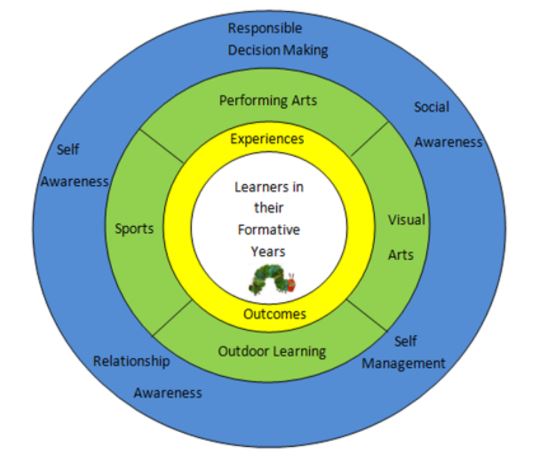 Responsible
Decision Making
Performing Arts
Social
Awareness
Experiences
Self
Awareness
Learners in
their
Formative
Years
Sports
Visual
Arts
Outcomes
Outdoor Learning
Self
Management
Relationship
Awareness